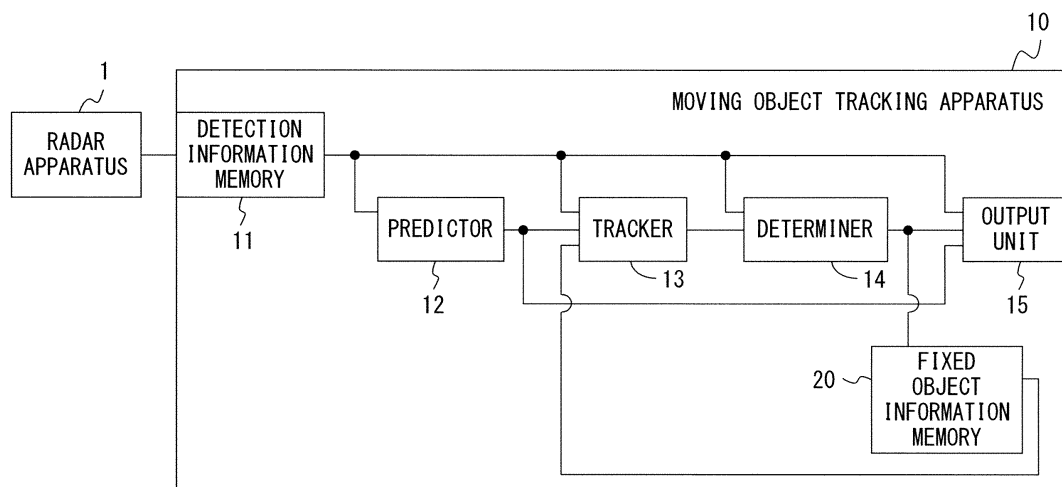 10
1
MOVING OBJECT TRACKING APPARATUS
RADAR
APPARATUS
DETECTION
INFORMATION
MEMORY
11
PREDICTOR
12
TRACKER
13
DETERMINER
14
OUTPUT
UNIT
15
20
FIXED
OBJECT
INFORMATION
MEMORY